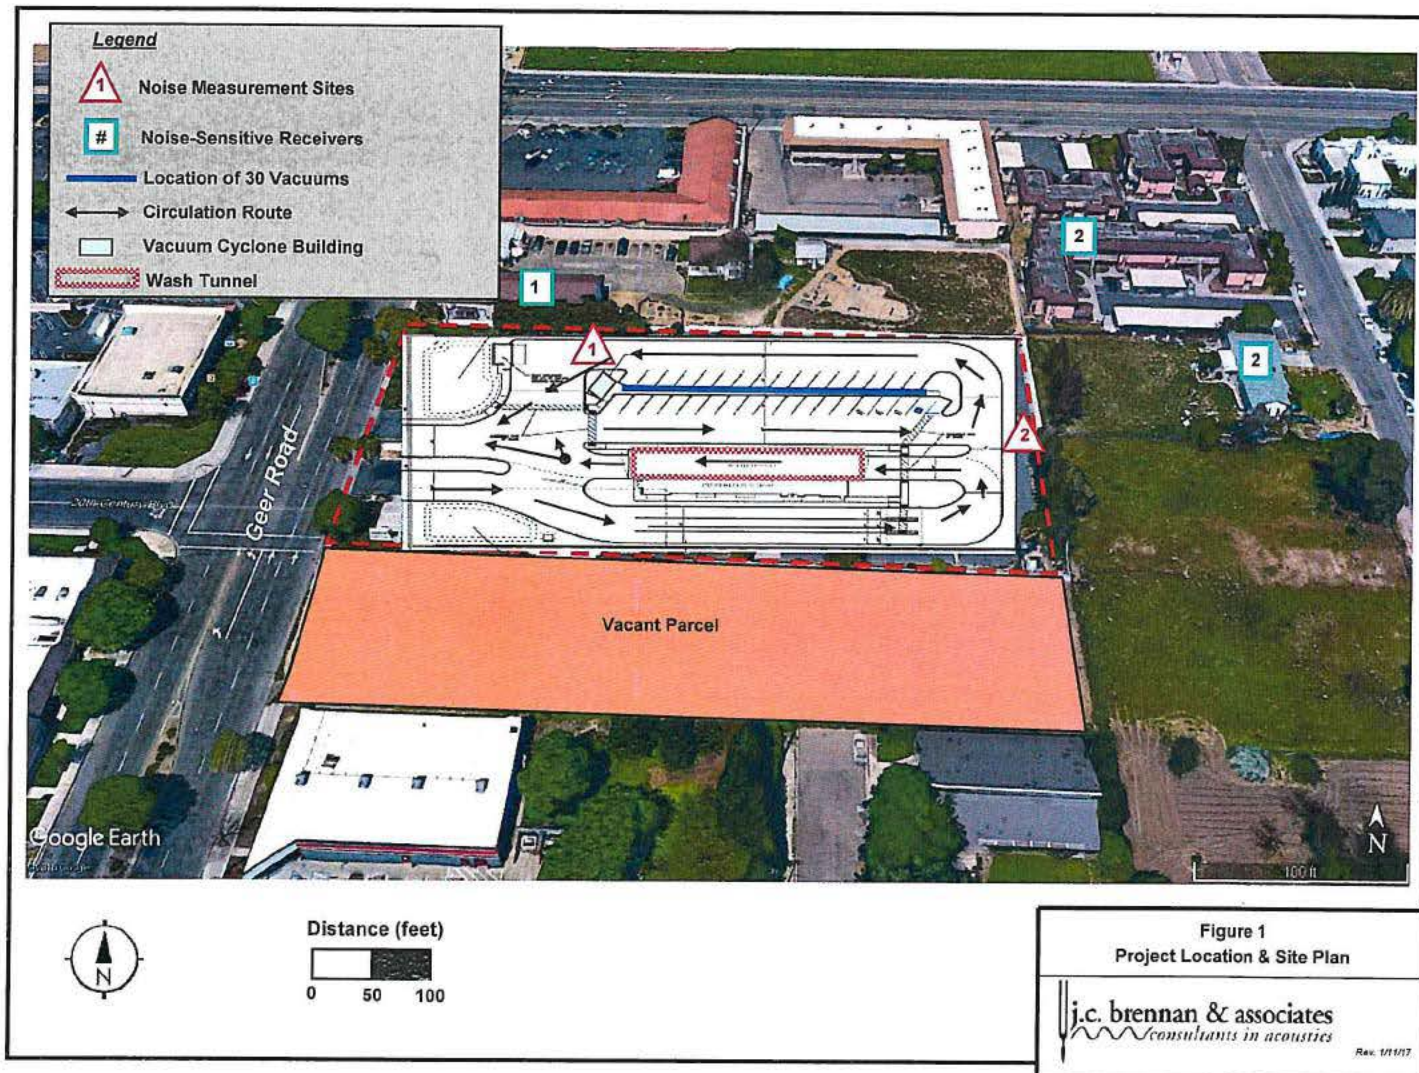 Legend
1 Noise Measurement Sites
# Noise-Sensitive Receivers
Location of 30 Vacuums
Circulation Route
Vacuum Cyclone Building
Wash Tunnel
2
1
2
1
2
Geer Road
Vacant Parcel
Google Earth
N
100 ft
N
Distance (feet)
0 50 100
Figure 1
Project Location & Site Plan
j.c. brennan & associates
consultants in acoustics
Rev. 1/11/17